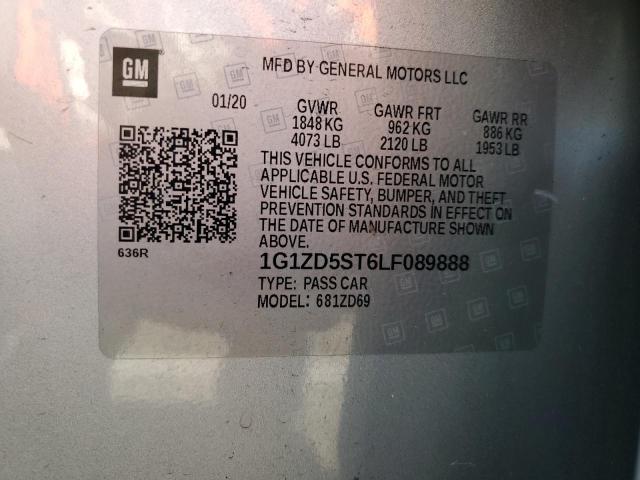 GM
MFD BY GENERAL MOTORS LLC
01/20
GVWR GAWR FRT GAWR RR
1848 KG 962 KG 886 KG
4073 LB 2120 LB 1953 LB
THIS VEHICLE CONFORMS TO ALL
APPLICABLE U.S. FEDERAL MOTOR
VEHICLE SAFETY, BUMPER, AND THEFT
PREVENTION STANDARDS IN EFFECT ON
THE DATE OF MANUFACTURE SHOWN
ABOVE.
636R
1G1ZD5ST6LF089888
TYPE: PASS CAR
MODEL: 681ZD69